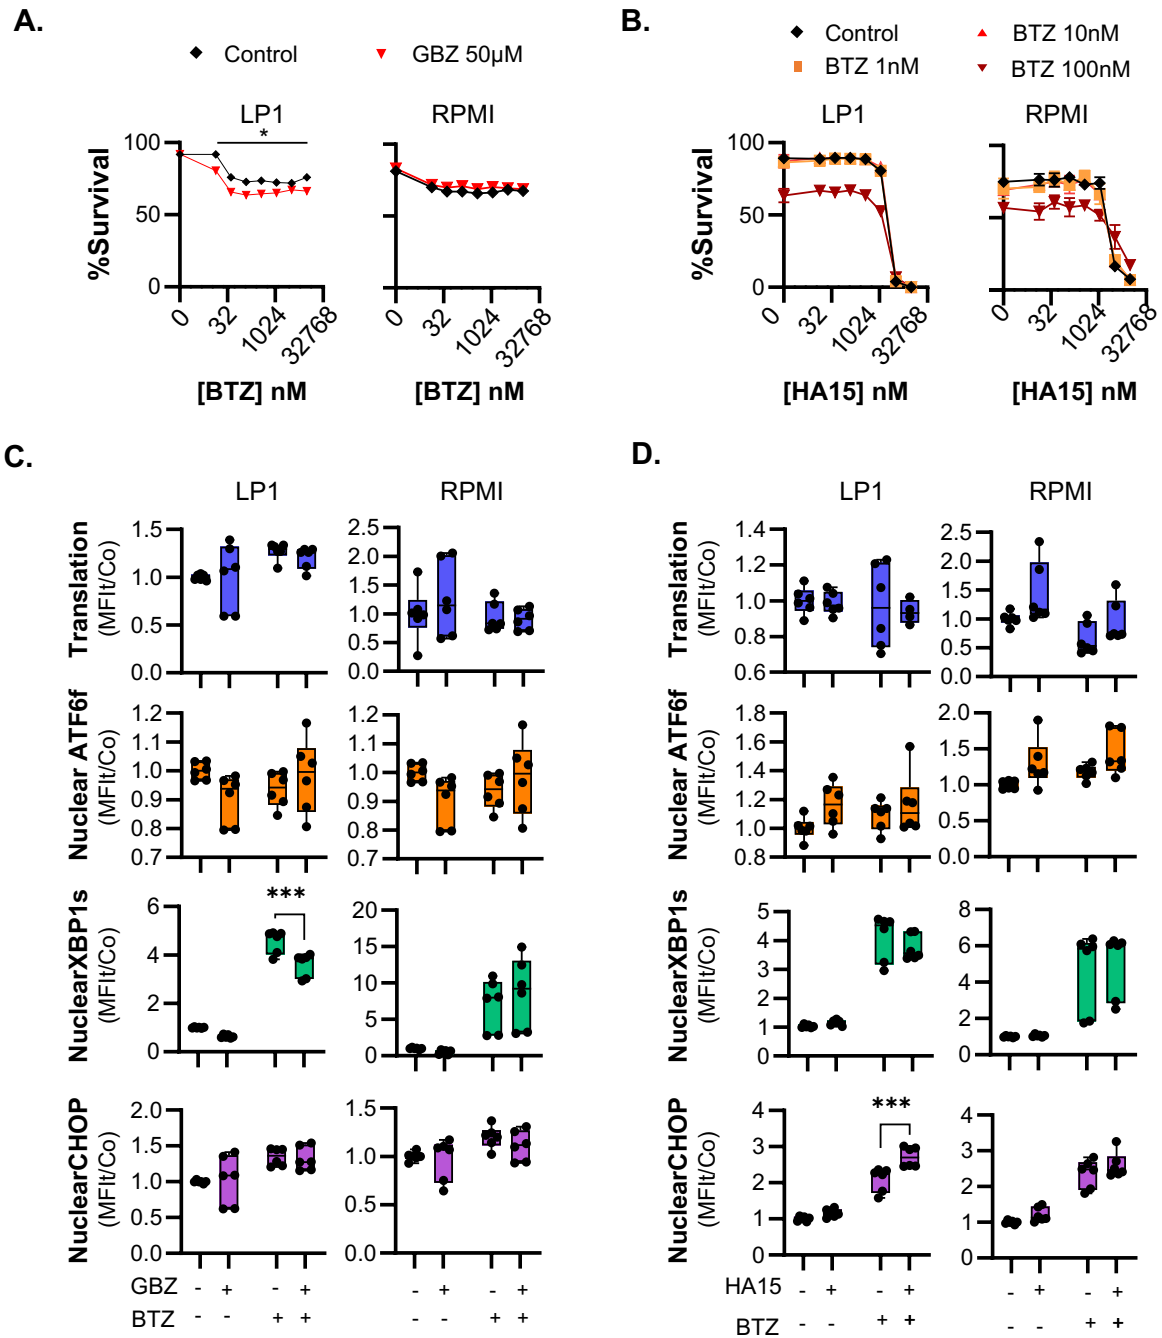 A.
Control
GBZ 50µM
LP1
RPMI
*
%Survival
100
50
0
0
32
1024
32768
0
32
1024
32768
[BTZ] nM
[BTZ] nM
B.
Control
BTZ 10nM
BTZ 1nM
BTZ 100nM
LP1
RPMI
%Survival
100
50
0
0
32
1024
32768
0
32
1024
32768
[HA15] nM
[HA15] nM
C.
LP1
RPMI
Translation
(MFIt/Co)
1.5
1.0
0.5
0.0
2.5
2.0
1.5
1.0
0.5
0.0
Nuclear ATF6f
(MFIt/Co)
1.2
1.1
1.0
0.9
0.8
0.7
1.2
1.1
1.0
0.9
0.8
0.7
NuclearXBP1s
(MFIt/Co)
6
4
2
0
***
20
15
10
5
0
NuclearCHOP
(MFIt/Co)
2.0
1.5
1.0
0.5
0.0
1.5
1.0
0.5
0.0
GBZ - + - + - + - +
BTZ - - + + - - + +
D.
LP1
RPMI
Translation
(MFIt/Co)
1.4
1.2
1.0
0.8
0.6
2.5
2.0
1.5
1.0
0.5
0.0
Nuclear ATF6f
(MFIt/Co)
1.8
1.6
1.4
1.2
1.0
0.8
2.0
1.5
1.0
0.5
0.0
NuclearXBP1s
(MFIt/Co)
5
4
3
2
1
0
8
6
4
2
0
NuclearCHOP
(MFIt/Co)
4
3
2
1
0
***
4
3
2
1
0
HA15 - + - + - + - +
BTZ - - + + - - + +